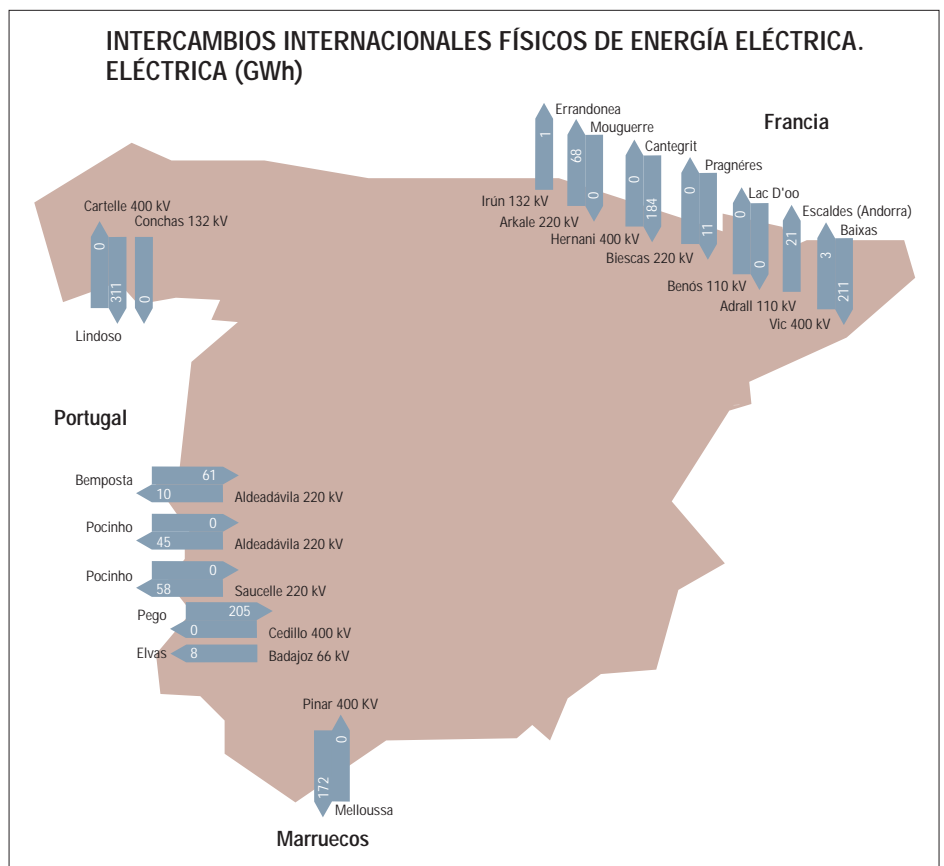 INTERCAMBIOS INTERNACIONALES FÍSICOS DE ENERGÍA ELÉCTRICA.
ELÉCTRICA (GWh)
Francia
Errandonea
Mouguerre
Cantegrit
Pragnéres
Lac D'oo
Escaldes (Andorra)
Baixas
1
68
0
0
184
0
11
0
0
21
3
211
Irún 132 kV
Arkale 220 kV
Hernani 400 kV
Biescas 220 kV
Benós 110 kV
Adrall 110 kV
Vic 400 kV
Cartelle 400 kV
Conchas 132 kV
0
311
0
Lindoso
Portugal
Bemposta
61
10
Aldeadávila 220 kV
Pocinho
0
45
Aldeadávila 220 kV
Pocinho
0
58
Saucelle 220 kV
Pego
205
0
Cedillo 400 kV
Elvas
8
Badajoz 66 kV
Pinar 400 KV
0
172
Melloussa
Marruecos